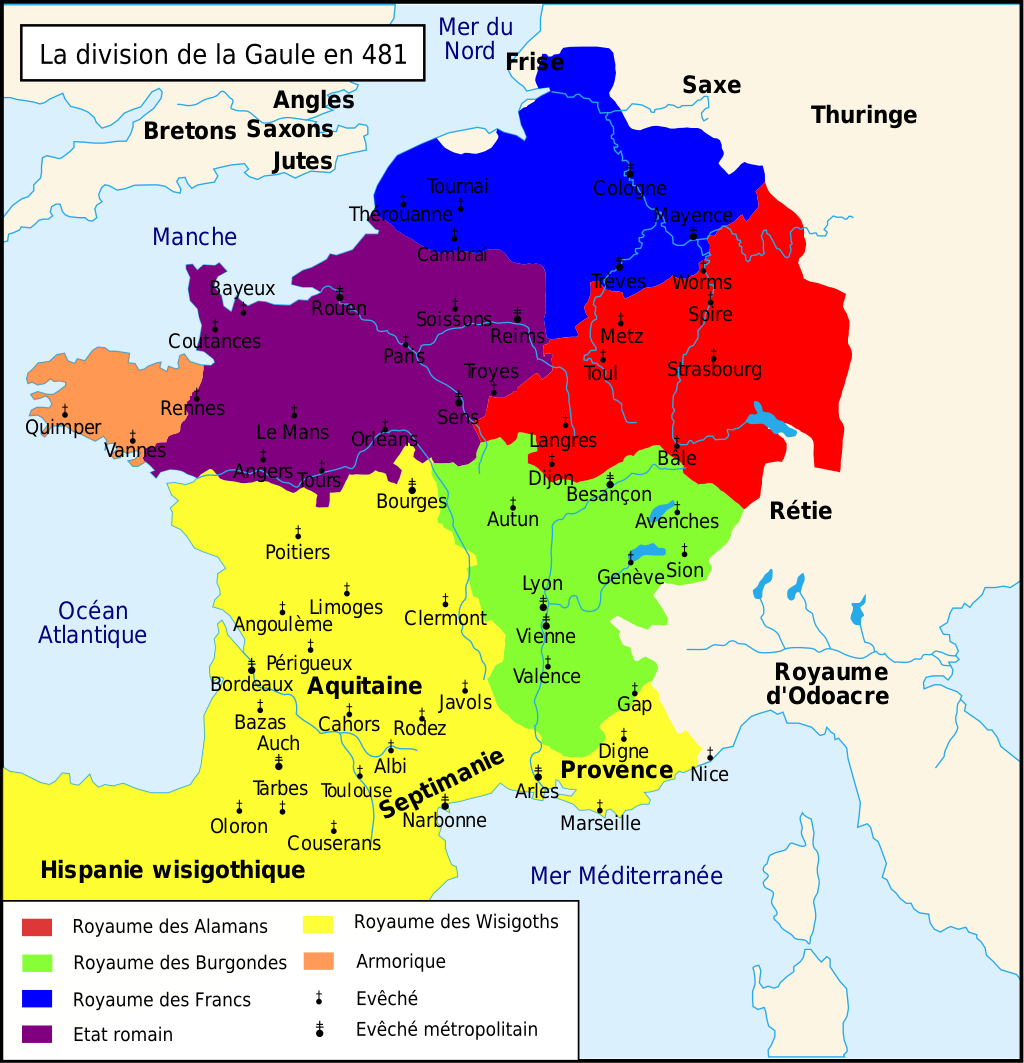 La division de la Gaule en 481
Mer du
Nord
Frise
Saxe
Thuringe
Angles
Bretons Saxons
Jutes
Manche
Tournai
Thérouanne
Cambrai
Cologne
Mayence
Trèves
Worms
Spire
Metz
Toul
Strasbourg
Bayeux
Rouen
Coutances
Soissons
Reims
Paris
Troyes
Rennes
Quimper
Vannes
Le Mans
Orléans
Sens
Angers
Tours
Langres
Dijon
Bâle
Bourges
Besançon
Autun
Avenches
Rétie
Poitiers
Genève
Sion
Lyon
Limoges
Clermont
Angoulème
Vienne
Océan
Atlantique
Périgueux
Bordeaux
Aquitaine
Valence
Javols
Gap
Royaume
d'Odoacre
Bazas
Cahors
Rodez
Auch
Albi
Digne
Provence
Nice
Tarbes
Toulouse
Septimanie
Arles
Oloron
Narbonne
Marseille
Couserans
Hispanie wisigothique
Mer Méditerranée
Royaume des Alamans
Royaume des Wisigoths
Royaume des Burgondes
Armorique
Royaume des Francs
Evêché
Etat romain
Evêché métropolitain